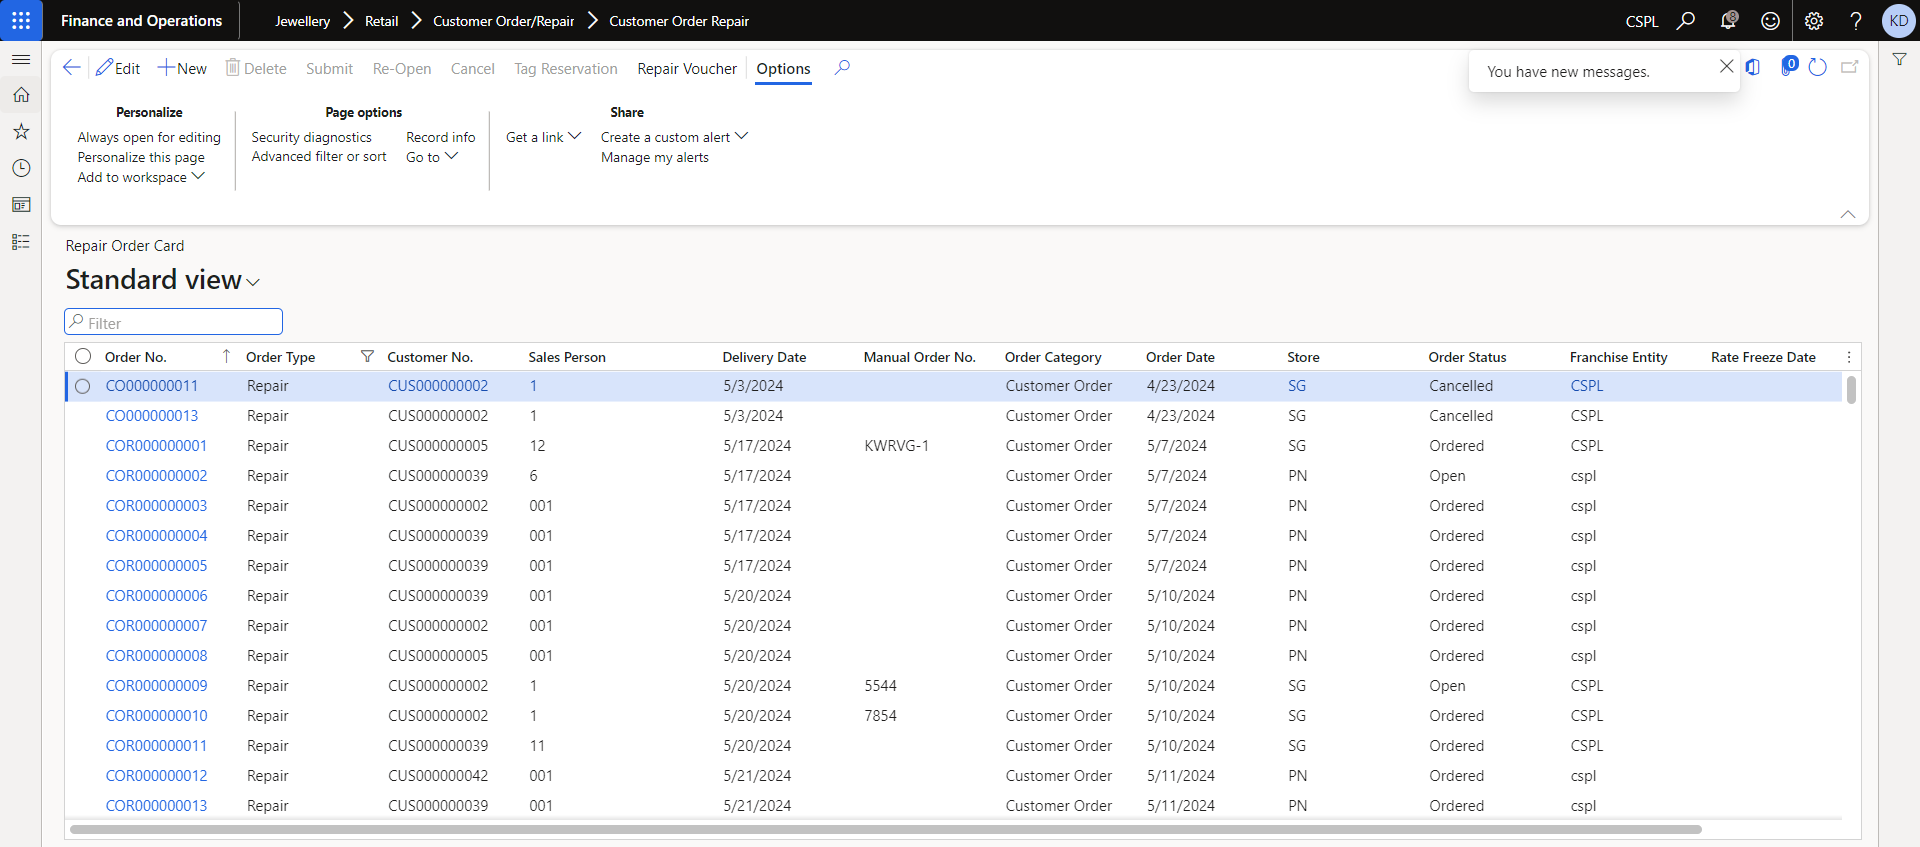 Finance and Operations Jewellery Retail Customer Order/Repair Customer Order Repair CSPL 8 ? KD
Edit New Delete Submit Re-Open Cancel Tag Reservation Repair Voucher Options 0
You have new messages.
Personalize Page options Share
Always open for editing Security diagnostics Record info Get a link Create a custom alert
Personalize this page Advanced filter or sort Go to Manage my alerts
Add to workspace
Repair Order Card
Standard view
Filter
Order No. Order Type Customer No. Sales Person Delivery Date Manual Order No. Order Category Order Date Store Order Status Franchise Entity Rate Freeze Date
CO000000011 Repair CUS000000002 1 5/3/2024 Customer Order 4/23/2024 SG Cancelled CSPL
CO000000013 Repair CUS000000002 1 5/3/2024 Customer Order 4/23/2024 SG Cancelled CSPL
COR000000001 Repair CUS000000005 12 5/17/2024 KWRVG-1 Customer Order 5/7/2024 SG Ordered CSPL
COR000000002 Repair CUS000000039 6 5/17/2024 Customer Order 5/7/2024 PN Open cspl
COR000000003 Repair CUS000000002 001 5/17/2024 Customer Order 5/7/2024 PN Ordered cspl
COR000000004 Repair CUS000000039 001 5/17/2024 Customer Order 5/7/2024 PN Ordered cspl
COR000000005 Repair CUS000000039 001 5/17/2024 Customer Order 5/7/2024 PN Ordered cspl
COR000000006 Repair CUS000000039 001 5/20/2024 Customer Order 5/10/2024 PN Ordered cspl
COR000000007 Repair CUS000000002 001 5/20/2024 Customer Order 5/10/2024 PN Ordered cspl
COR000000008 Repair CUS000000005 001 5/20/2024 Customer Order 5/10/2024 PN Ordered cspl
COR000000009 Repair CUS000000002 1 5/20/2024 5544 Customer Order 5/10/2024 SG Open CSPL
COR000000010 Repair CUS000000002 1 5/20/2024 7854 Customer Order 5/10/2024 SG Ordered CSPL
COR000000011 Repair CUS000000039 11 5/20/2024 Customer Order 5/10/2024 SG Ordered CSPL
COR000000012 Repair CUS000000042 001 5/21/2024 Customer Order 5/11/2024 PN Ordered cspl
COR000000013 Repair CUS000000039 001 5/21/2024 Customer Order 5/11/2024 PN Ordered cspl